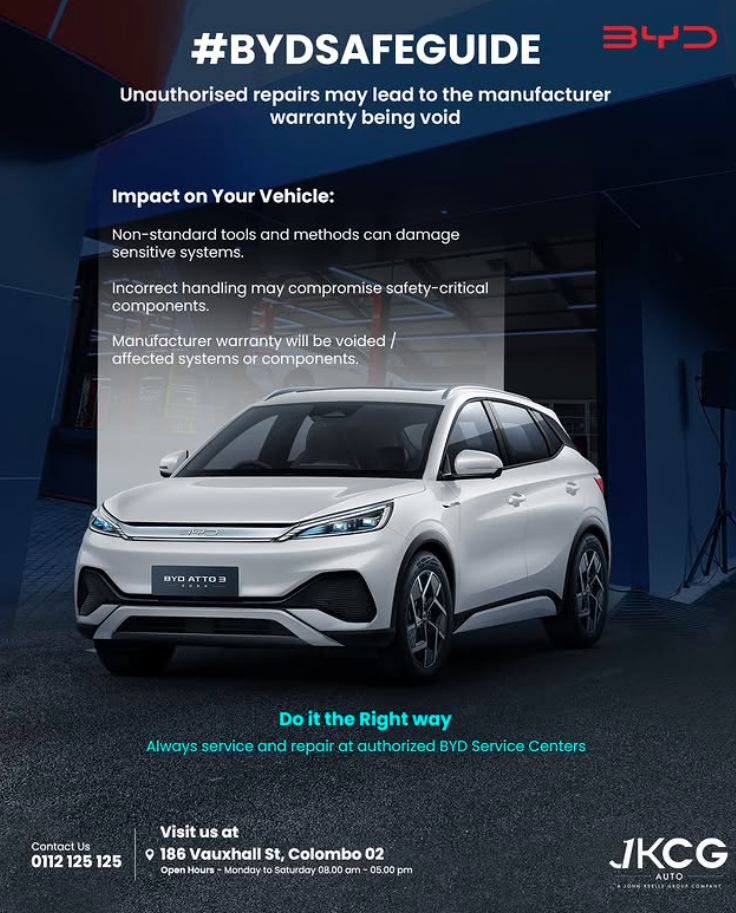 #BYDSAFEGUIDE
BYD
Unauthorised repairs may lead to the manufacturer
warranty being void
Impact on Your Vehicle:
Non-standard tools and methods can damage
sensitive systems.
Incorrect handling may compromise safety-critical
components.
Manufacturer warranty will be voided /
affected systems or components.
BYD
BYD ATTO 3
Do it the Right way
Always service and repair at authorized BYD Service Centers
Contact Us
0112 125 125
Visit us at
186 Vauxhall St, Colombo 02
Open Hours - Monday to Saturday 08.00 am - 05.00 pm
JKCG
AUTO
A JOHN KEELLS GROUP COMPANY